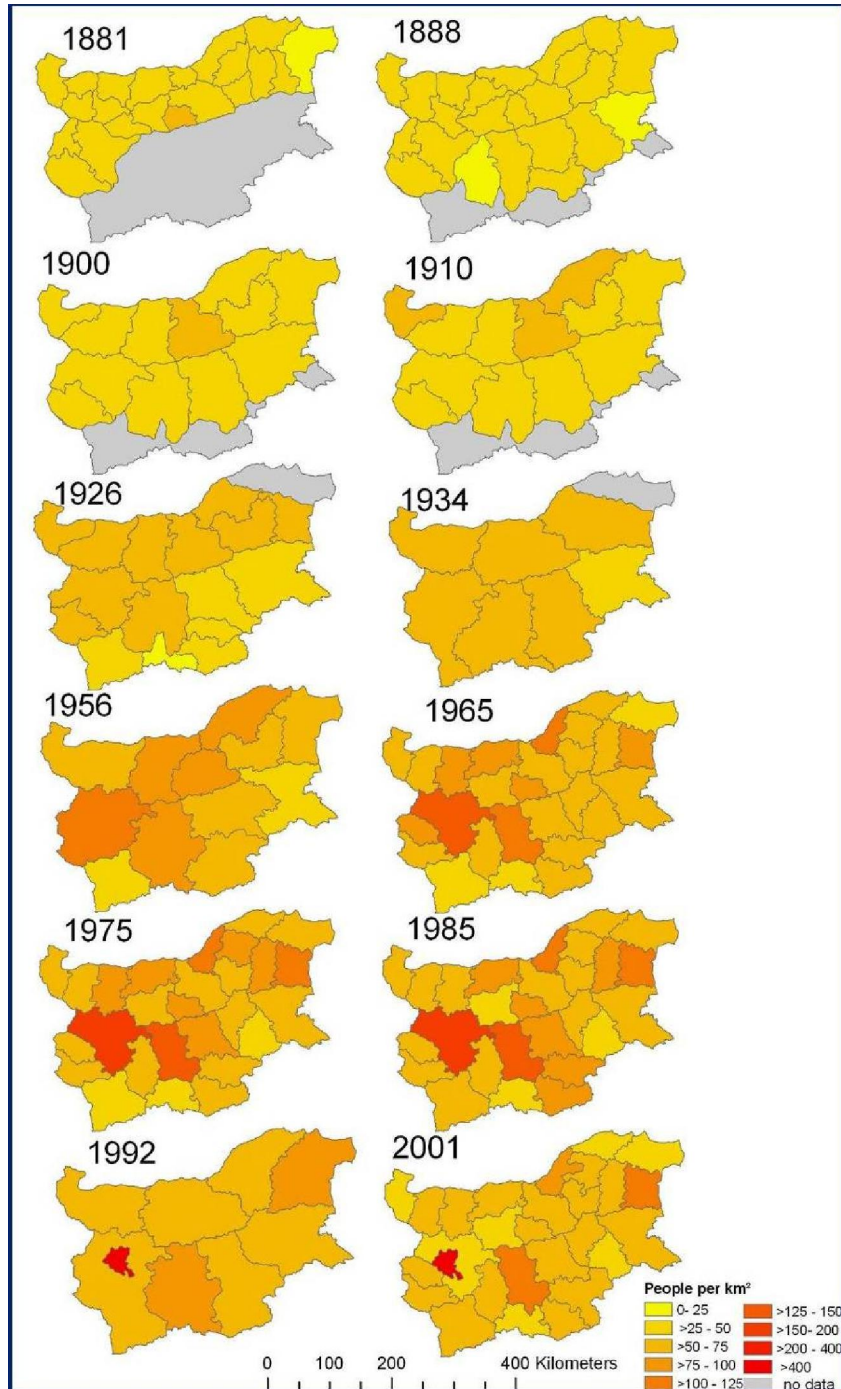 1881 1888
1900 1910
1926 1934
1956 1965
1975 1985
1992 2001
People per km²
0- 25 >125 - 150
>25 - 50 >150- 200
>50 - 75 >200 - 400
>75 - 100 >400
>100 - 125 no data
0 100 200 400 Kilometers